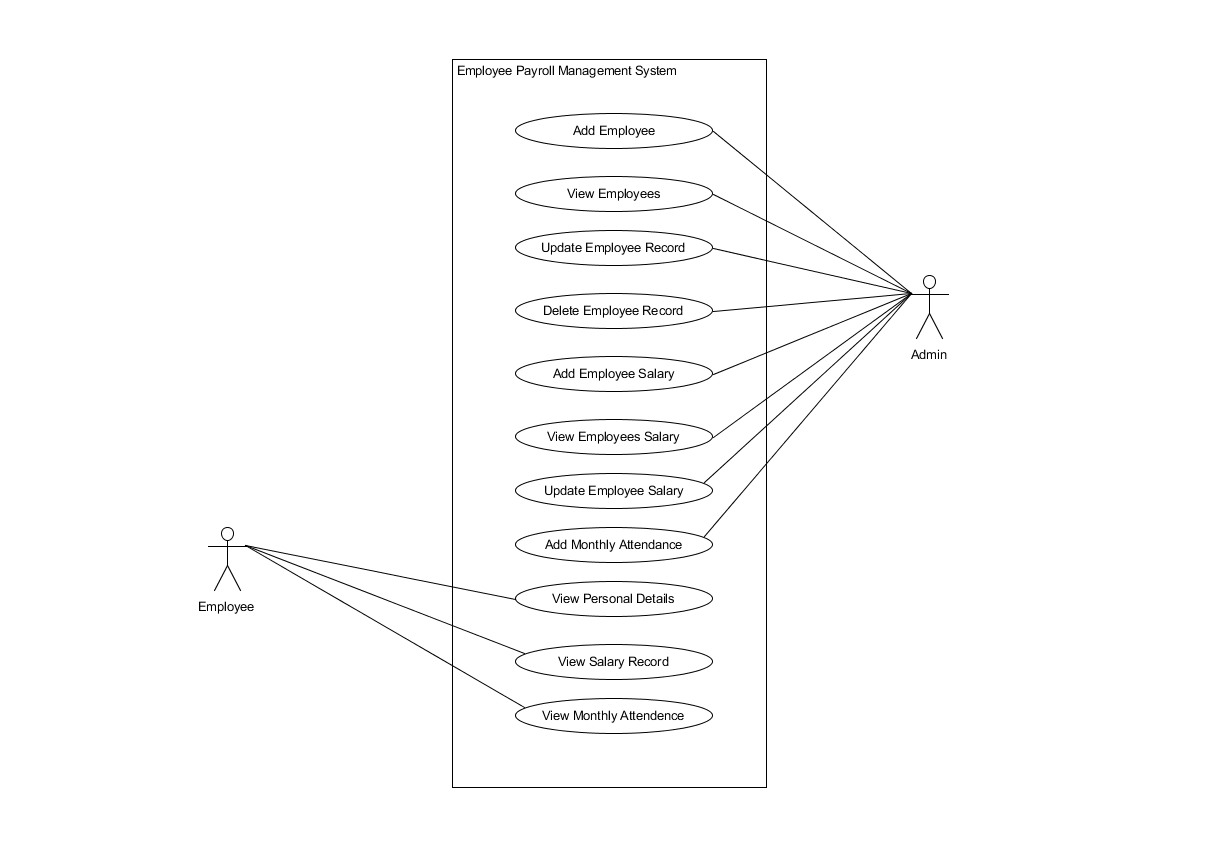 Employee Payroll Management System
Add Employee
View Employees
Update Employee Record
Delete Employee Record
Add Employee Salary
Admin
View Employees Salary
Update Employee Salary
Add Monthly Attendance
View Personal Details
Employee
View Salary Record
View Monthly Attendence